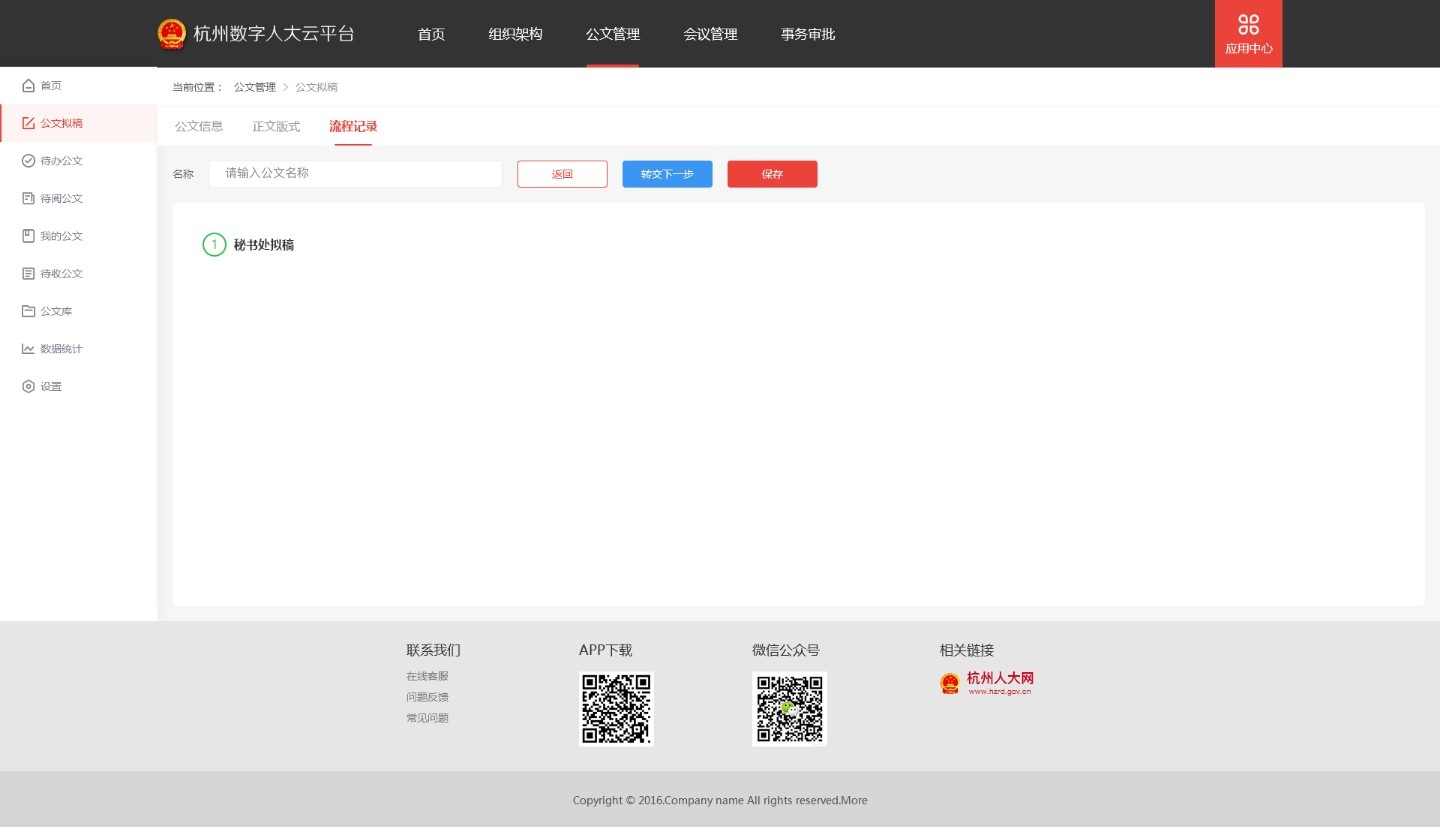 杭州数字人大云平台 首页 组织架构 公文管理 会议管理 事务审批 应用中心
首页
公文拟稿
待办公文
待阅公文
我的公文
待收公文
公文库
数据统计
设置
当前位置： 公文管理 > 公文拟稿
公文信息 正文版式 流程记录
名称 请输入公文名称 返回 转交下一步 保存
1 秘书处拟稿
联系我们
在线客服
问题反馈
常见问题
APP下载
微信公众号
相关链接
杭州人大网
www.hzrd.gov.cn
Copyright © 2016.Company name All rights reserved.More